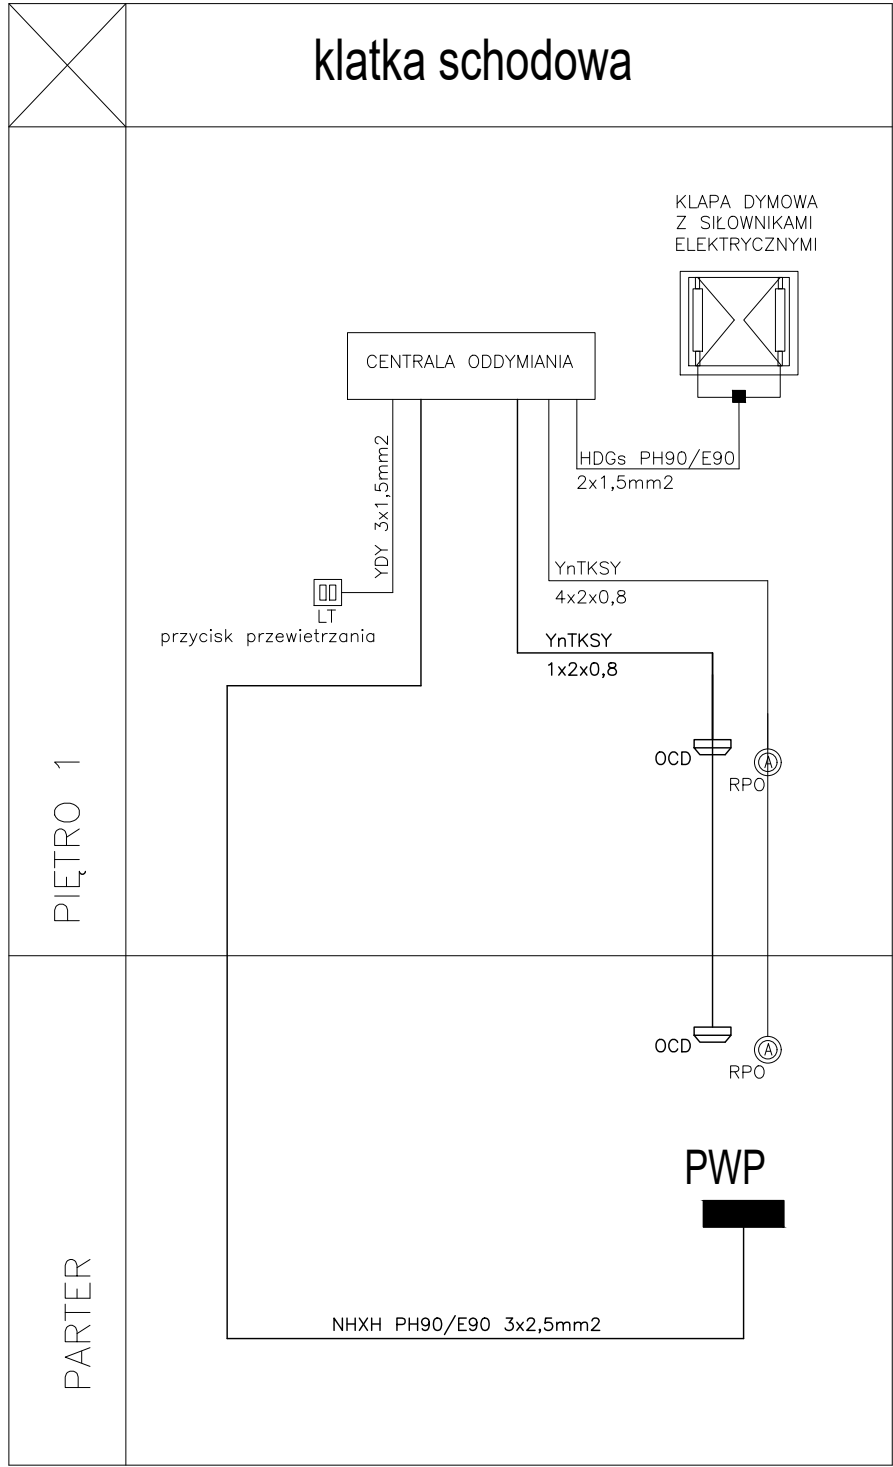 klatka schodowa
KLAPA DYMOWA
Z SIŁOWNIKAMI
ELEKTRYCZNYMI
CENTRALA ODDYMIANIA
YDY 3x1,5mm2
HDGs PH90/E90
2x1,5mm2
YnTKSY
4x2x0,8
LT
przycisk przewietrzania
YnTKSY
1x2x0,8
OCD
A
RPO
PIĘTRO 1
OCD
A
RPO
PWP
PARTER
NHXH PH90/E90 3x2,5mm2